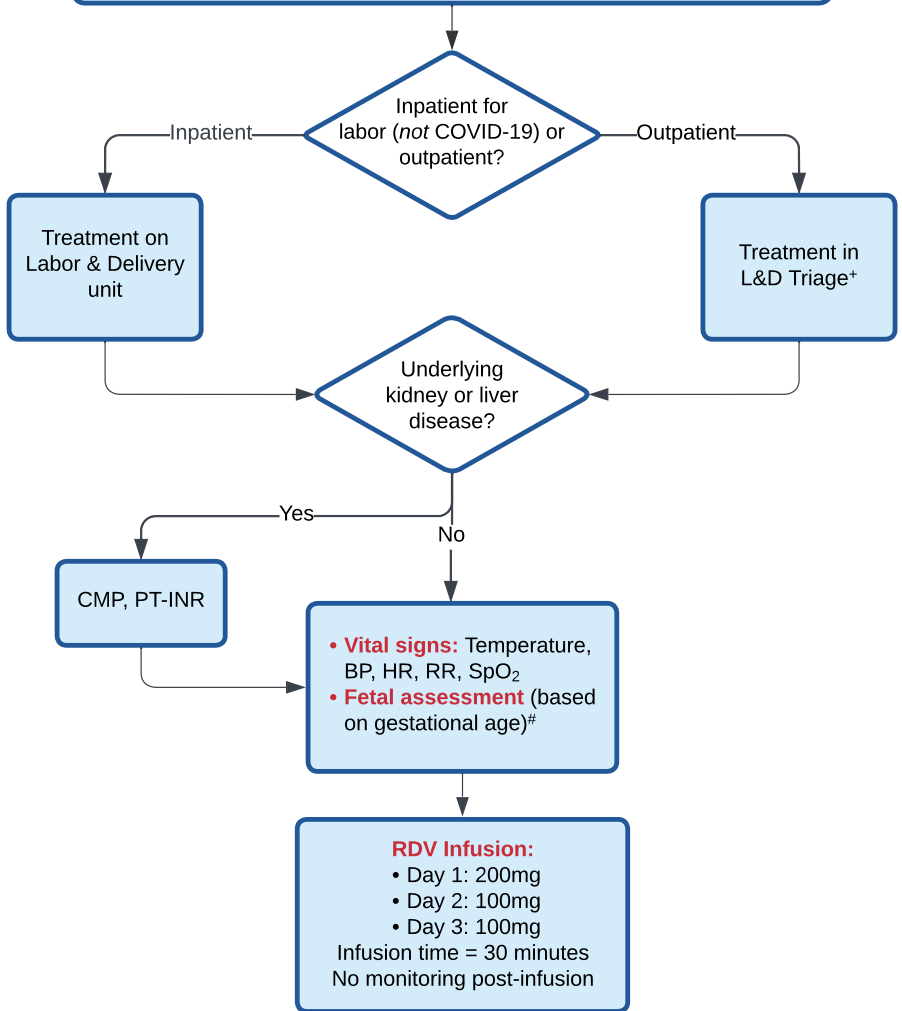 Inpatient for
labor (not COVID-19) or
outpatient?
Inpatient
Outpatient
Treatment on
Labor & Delivery
unit
Treatment in
L&D Triage⁺
Underlying
kidney or liver
disease?
Yes
No
CMP, PT-INR
• Vital signs: Temperature,
BP, HR, RR, SpO₂
• Fetal assessment (based
on gestational age)#
RDV Infusion:
• Day 1: 200mg
• Day 2: 100mg
• Day 3: 100mg
Infusion time = 30 minutes
No monitoring post-infusion